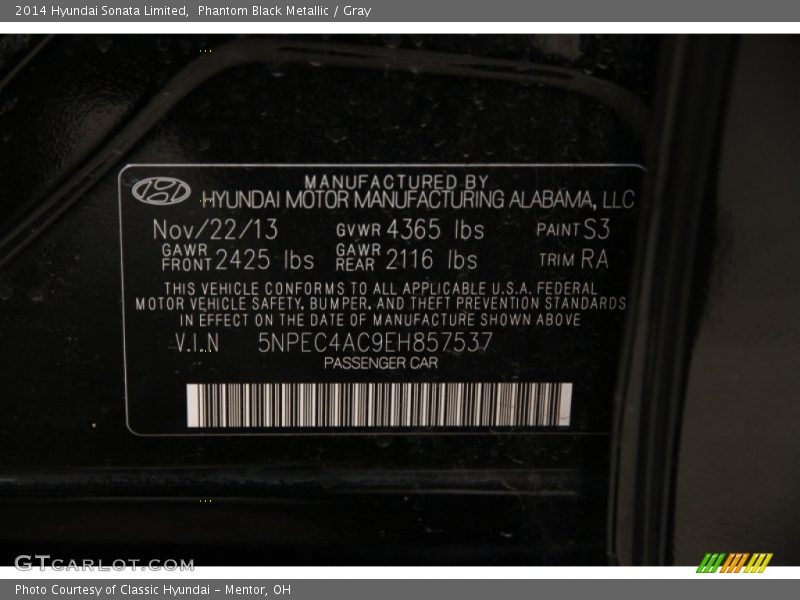 2014 Hyundai Sonata Limited, Phantom Black Metallic / Gray
MANUFACTURED BY
HYUNDAI MOTOR MANUFACTURING ALABAMA, LLC
Nov/22/13 GVWR 4365 lbs PAINT S3
GAWR FRONT 2425 lbs GAWR REAR 2116 lbs TRIM RA
THIS VEHICLE CONFORMS TO ALL APPLICABLE U.S.A. FEDERAL
MOTOR VEHICLE SAFETY, BUMPER, AND THEFT PREVENTION STANDARDS
IN EFFECT ON THE DATE OF MANUFACTURE SHOWN ABOVE
V.I.N 5NPEC4AC9EH857537
PASSENGER CAR
GTCARLOT.COM
Photo Courtesy of Classic Hyundai - Mentor, OH